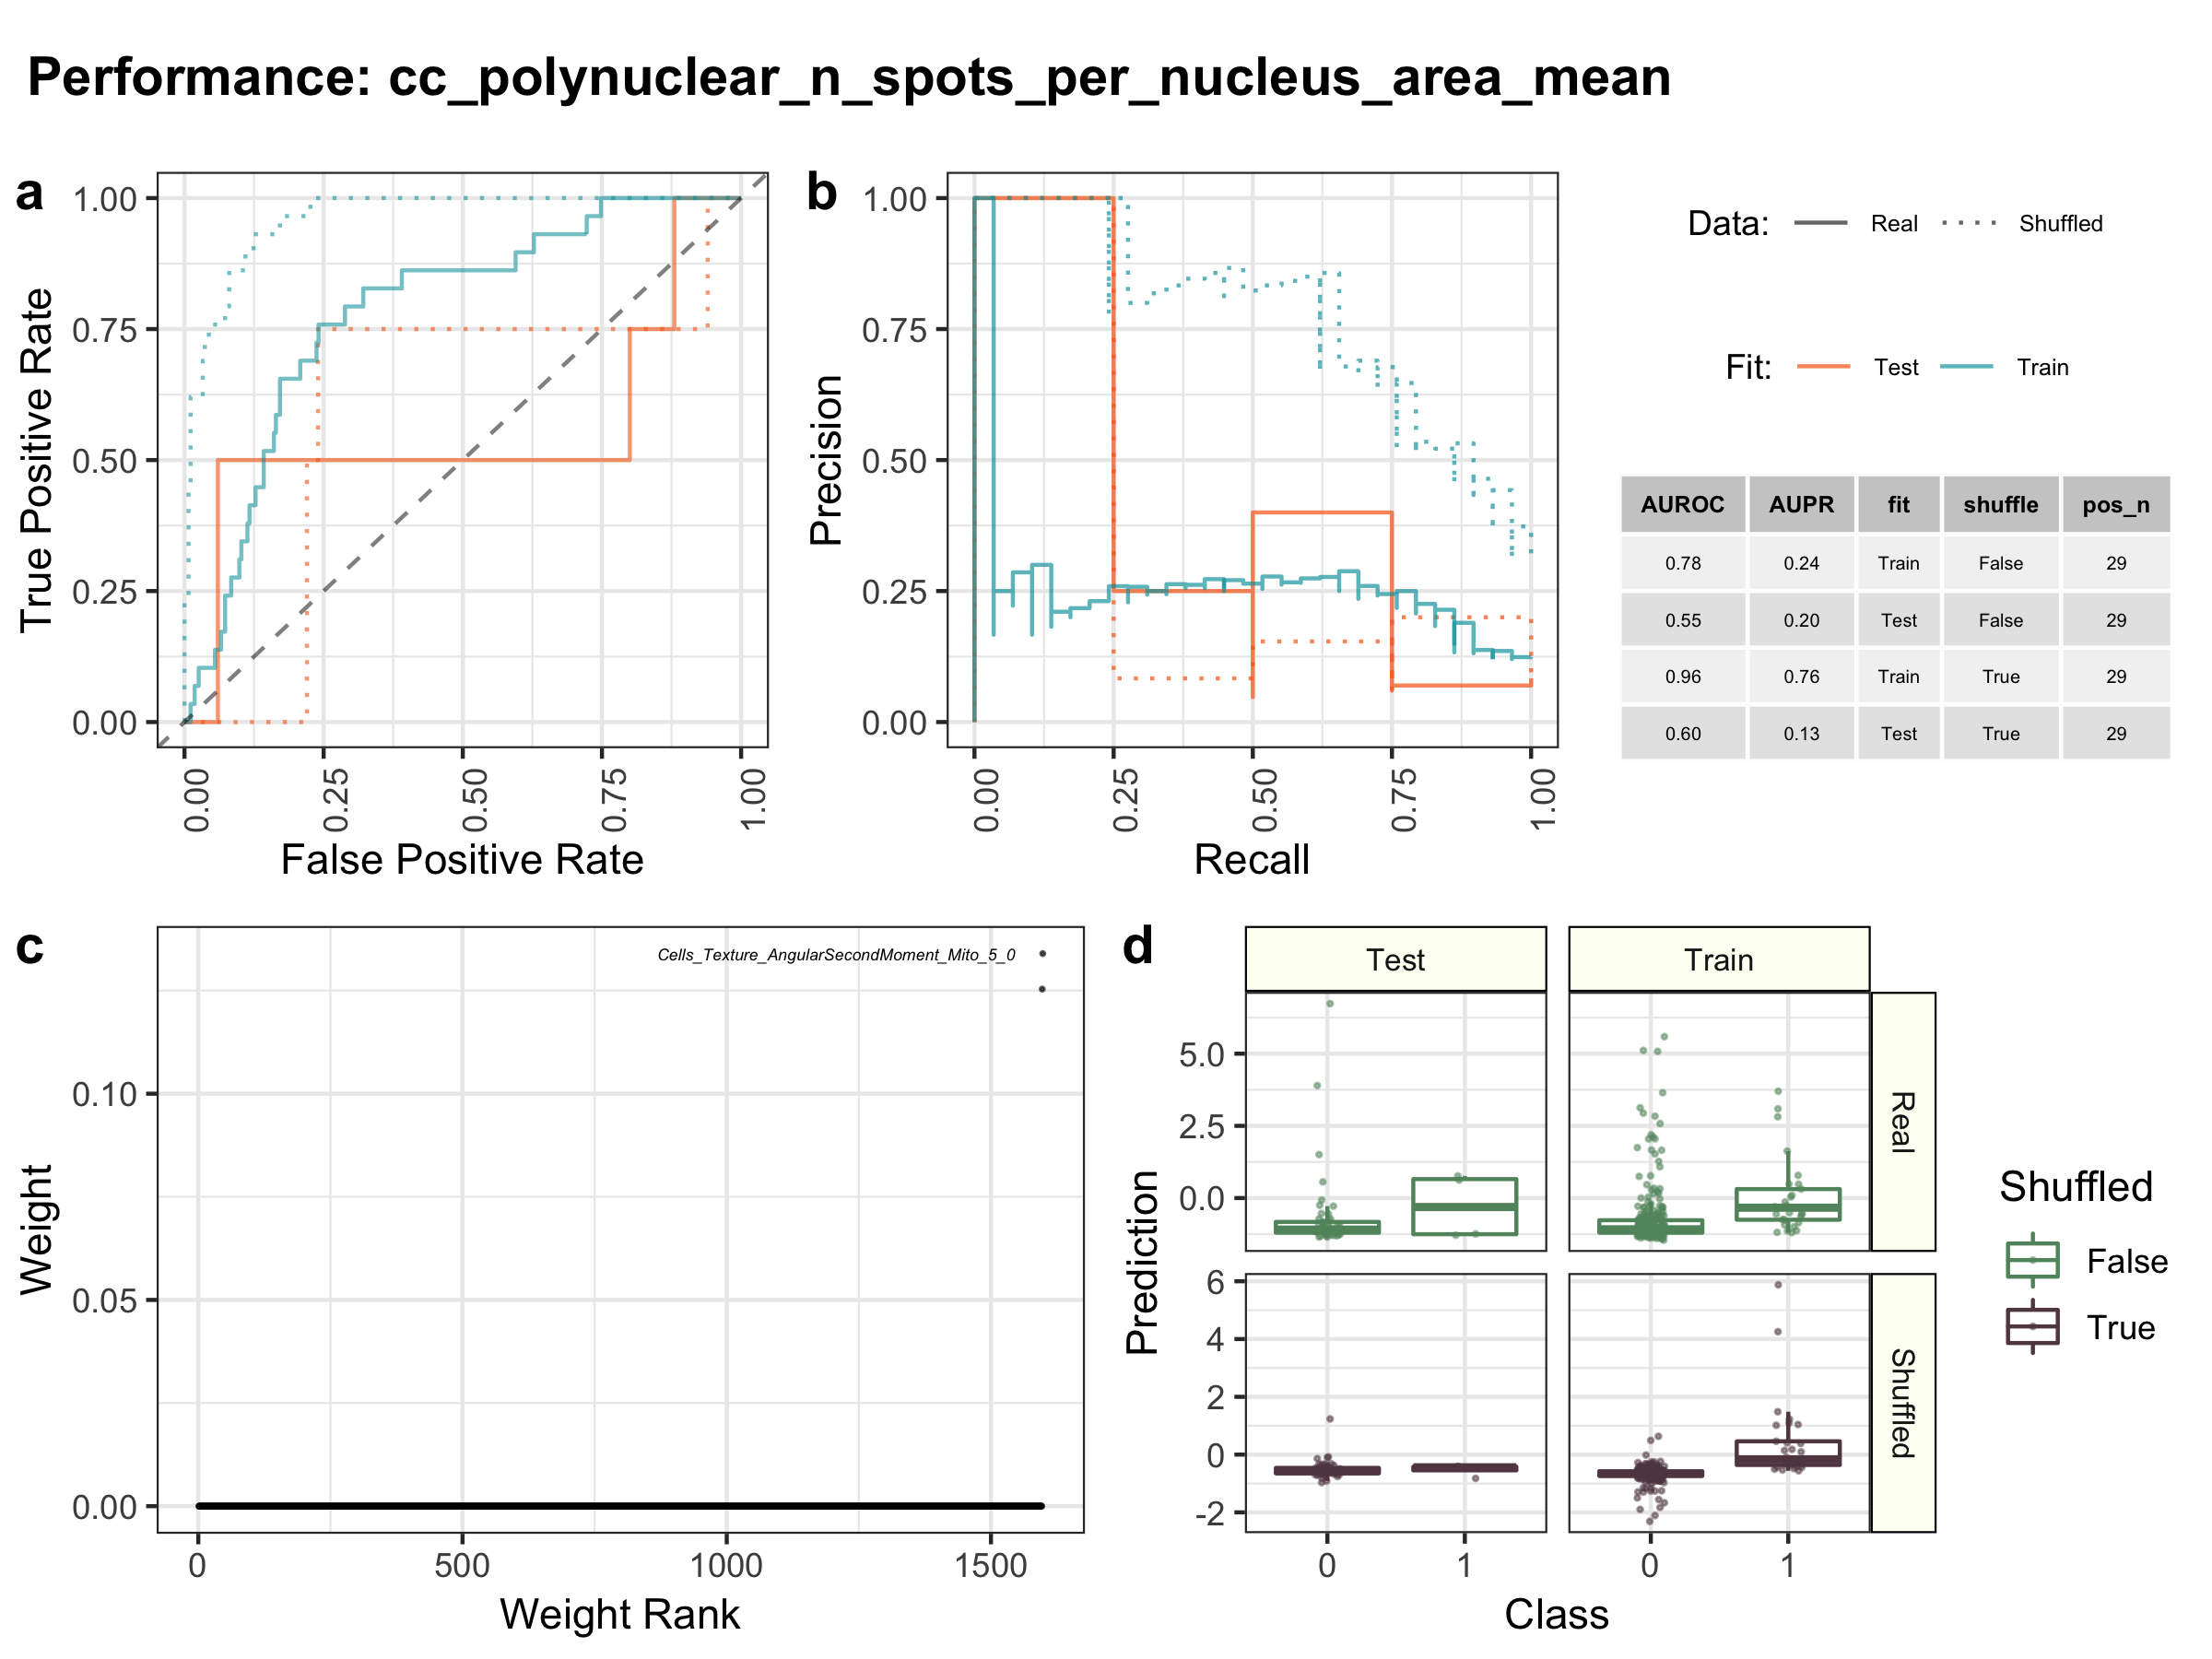 Performance: cc_polynuclear_n_spots_per_nucleus_area_mean
a
1.00
0.75
0.50
0.25
0.00
True Positive Rate
0.00
0.25
0.50
0.75
1.00
False Positive Rate
b
1.00
0.75
0.50
0.25
0.00
Precision
0.00
0.25
0.50
0.75
1.00
Recall
Data: Real Shuffled
Fit: Test Train
AUROC AUPR fit shuffle pos_n
0.78 0.24 Train False 29
0.55 0.20 Test False 29
0.96 0.76 Train True 29
0.60 0.13 Test True 29
c
Cells_Texture_AngularSecondMoment_Mito_5_0
0.10
0.05
0.00
Weight
0 500 1000 1500
Weight Rank
d
Test Train
5.0
2.5
0.0
Real
6
4
2
0
-2
Shuffled
Prediction
0 1 0 1
Class
Shuffled
False
True